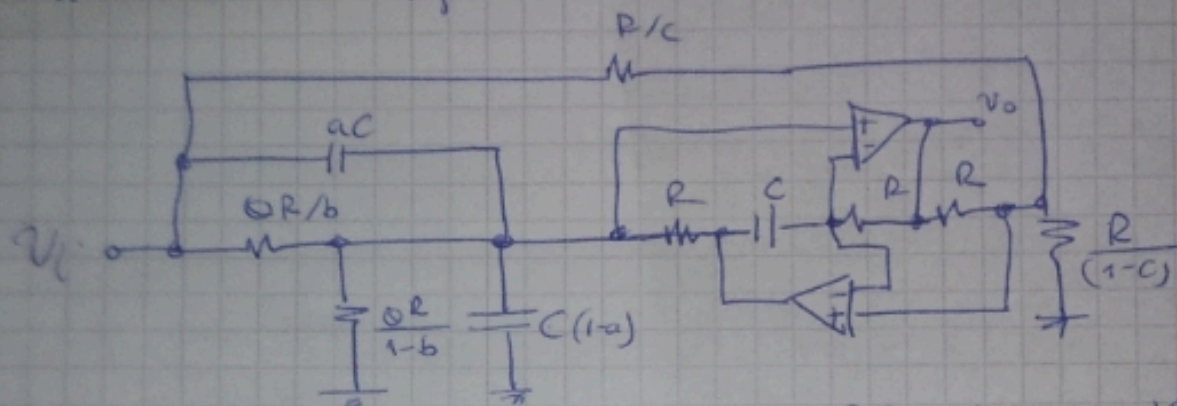 R/c
aC
QR/b
Vi
QR
1-b
C(1-a)
R
C
R
R
Vo
+
-
-
+
R
(1-c)